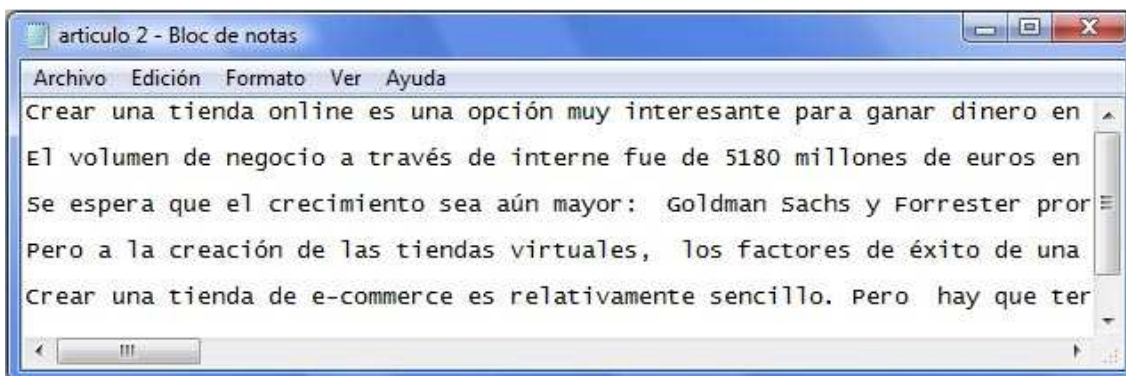 articulo 2 - Bloc de notas
Archivo Edición Formato Ver Ayuda
Crear una tienda online es una opción muy interesante para ganar dinero en
El volumen de negocio a través de interne fue de 5180 millones de euros en
Se espera que el crecimiento sea aún mayor: Goldman Sachs y Forrester pror
Pero a la creación de las tiendas virtuales, los factores de éxito de una
Crear una tienda de e-commerce es relativamente sencillo. Pero hay que ter